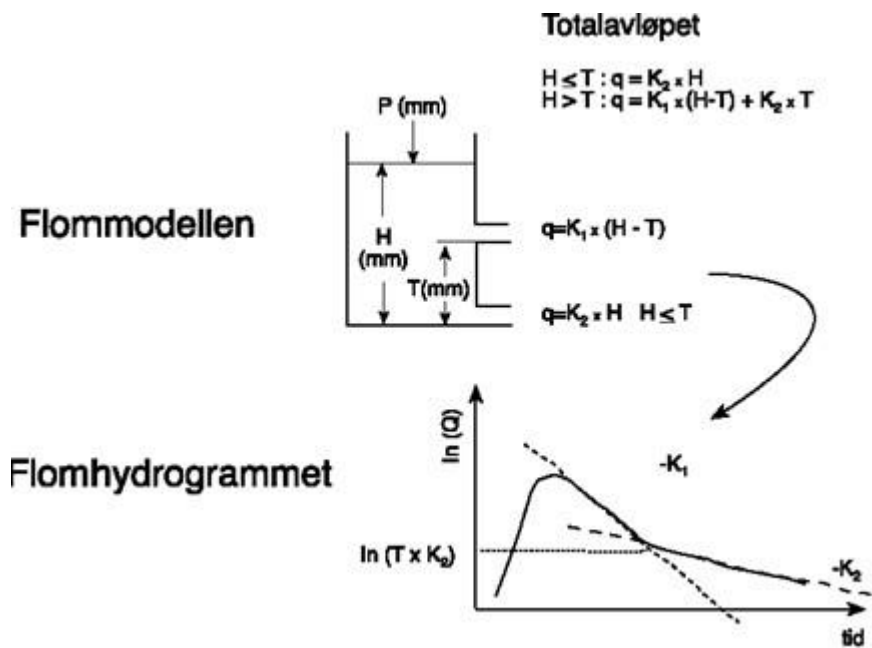 Totalavløpet
H ≤ T : q = K₂ x H
H > T : q = K₁ x (H-T) + K₂ x T
P (mm)
Flommodellen
H
(mm)
T(mm)
q=K₁ x (H - T)
q=K₂ x H   H ≤ T
Flomhydrogrammet
ln (Q)
-K₁
ln (T x K₂)
-K₂
tid